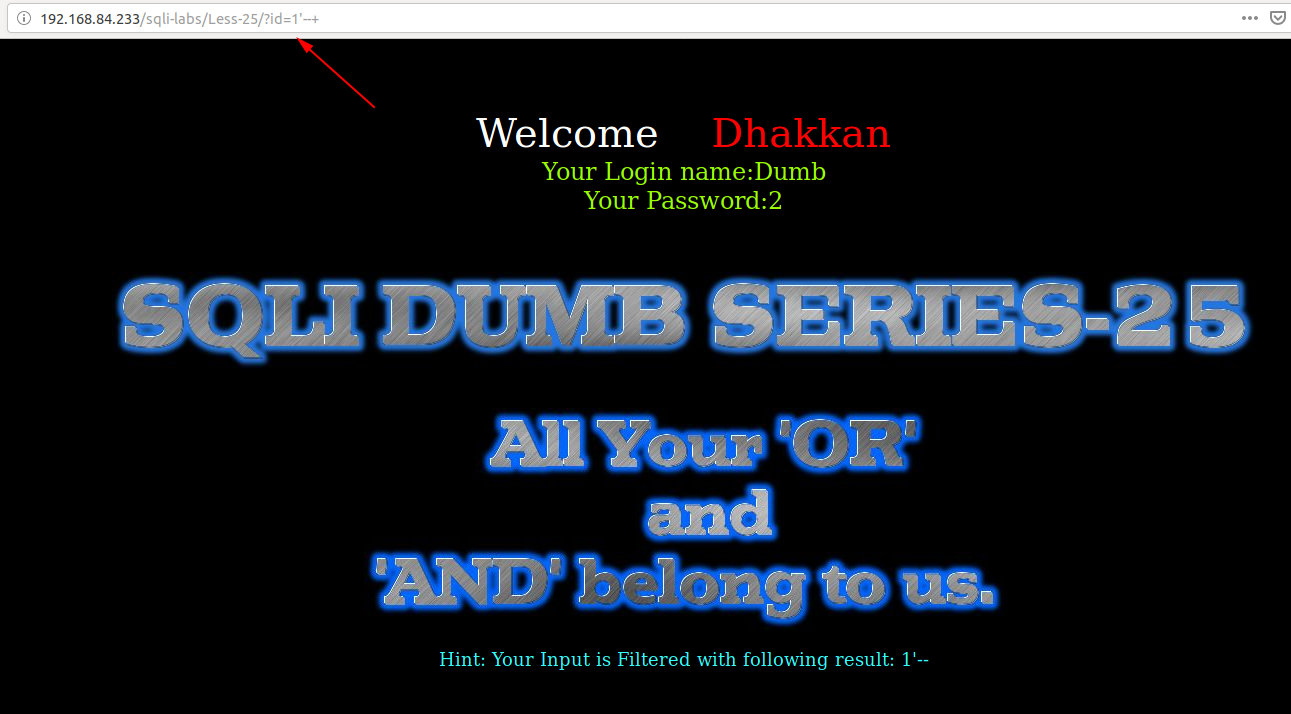 192.168.84.233/sqli-labs/Less-25/?id=1'--+
Welcome Dhakkan
Your Login name:Dumb
Your Password:2
SQLI DUMB SERIES-25
All Your 'OR'
and
'AND' belong to us.
Hint: Your Input is Filtered with following result: 1'--